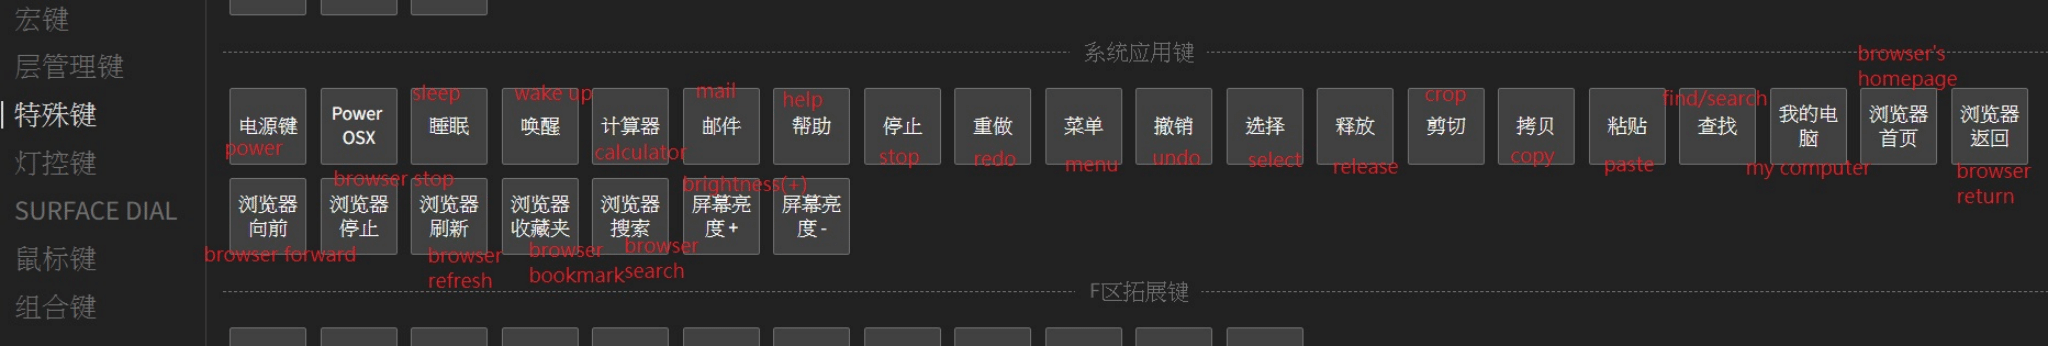 宏键
层管理键
特殊键
灯控键
SURFACE DIAL
鼠标键
组合键
系统应用键
电源键
power
Power
OSX
睡眠
sleep
唤醒
wake up
计算器
calculator
邮件
mail
帮助
help
停止
stop
重做
redo
菜单
menu
撤销
undo
选择
select
释放
release
剪切
crop
拷贝
copy
粘贴
paste
查找
find/search
我的电
脑
my computer
浏览器
首页
browser's
homepage
浏览器
返回
browser
return
浏览器
向前
browser forward
浏览器
停止
browser stop
浏览器
刷新
browser
refresh
浏览器
收藏夹
browser
bookmark
浏览器
搜索
browser
search
屏幕亮
度 +
brightness(+)
屏幕亮
度 -
F区拓展键